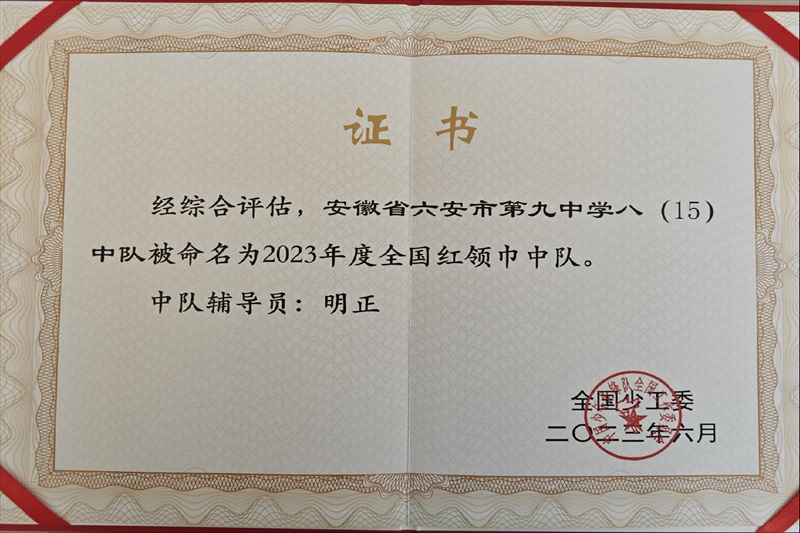 证 书
经综合评估，安徽省六安市第九中学八（15）
中队被命名为2023年度全国红领巾中队。
中队辅导员：明正
全国少工委
二〇二三年六月